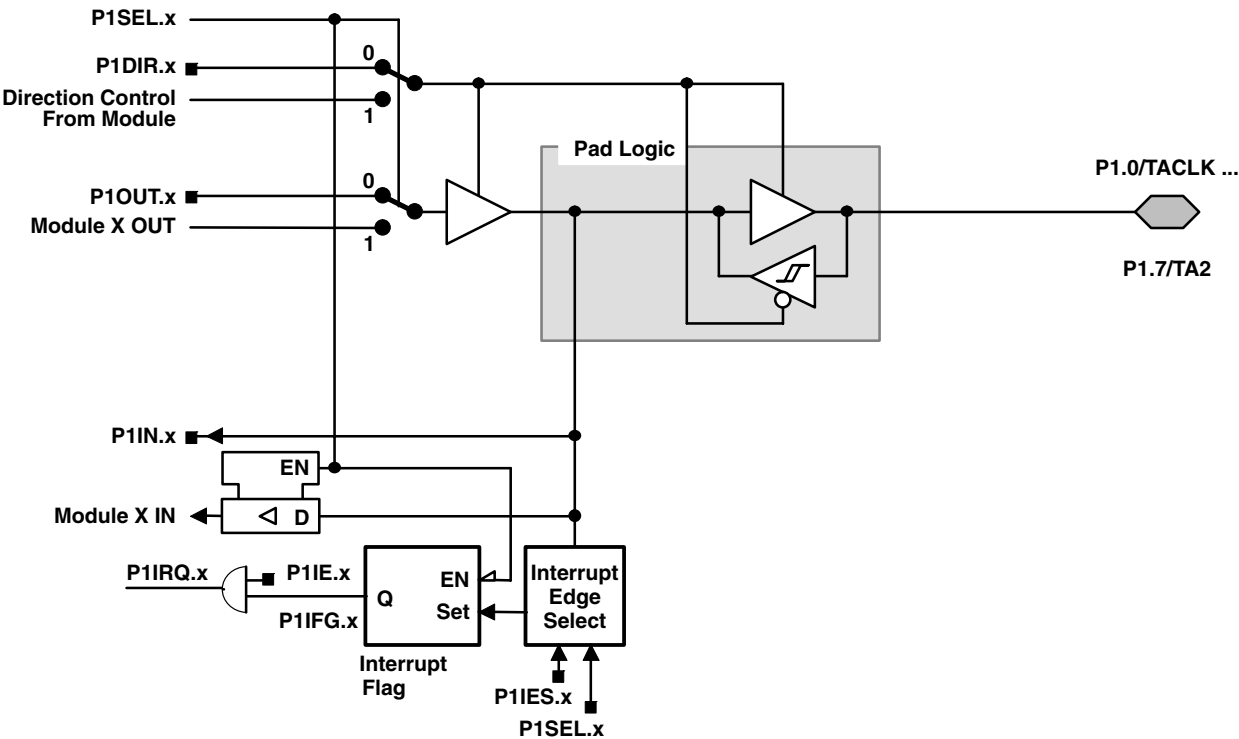 P1SEL.x
P1DIR.x
0
Direction Control
From Module
1
Pad Logic
P1.0/TACLK ...
P1OUT.x
0
Module X OUT
1
P1.7/TA2
P1IN.x
EN
Module X IN
D
P1IRQ.x
P1IE.x
P1IFG.x
Q
EN
Set
Interrupt
Edge
Select
Interrupt
Flag
P1IES.x
P1SEL.x